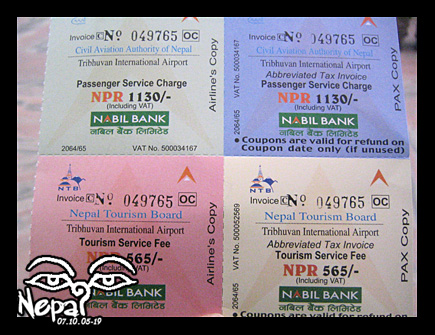 Invoice C No 049765 OC
Civil Aviation Authority of Nepal
Tribhuvan International Airport
Passenger Service Charge
NPR 1130/-
(Including VAT)
NABIL BANK
नबिल बैंक लिमिटेड
2064/65
VAT No. 500034167
Airline's Copy
Invoice C No 049765 OC
Civil Aviation Authority of Nepal
Tribhuvan International Airport
Abbreviated Tax Invoice
Passenger Service Charge
NPR 1130/-
(Including VAT)
NABIL BANK
नबिल बैंक लिमिटेड
• Coupons are valid for refund on
Coupon date only (if unused)
2064/65
VAT No. 500034167
PAX Copy
NTB
Invoice C No 049765 OC
Nepal Tourism Board
Tribhuvan International Airport
Tourism Service Fee
NPR 565/-
(Including VAT)
NABIL BANK
नबिल बैंक लिमिटेड
Airline's Copy
NTB
Invoice C No 049765 OC
Nepal Tourism Board
Tribhuvan International Airport
Abbreviated Tax Invoice
Tourism Service Fee
NPR 565/-
(Including VAT)
NABIL BANK
नबिल बैंक लिमिटेड
2064/65
VAT No. 500052569
PAX Copy
Nepal
07.10.05-19